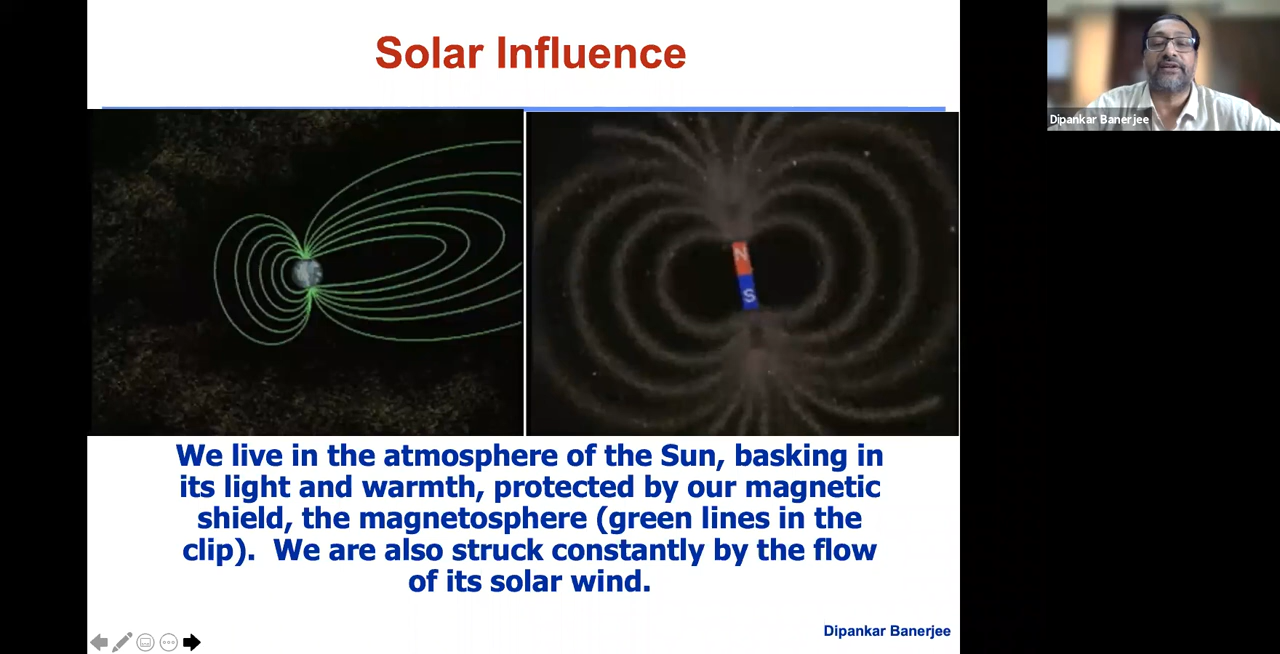 Solar Influence
Dipankar Banerjee
N
S
We live in the atmosphere of the Sun, basking in
its light and warmth, protected by our magnetic
shield, the magnetosphere (green lines in the
clip).  We are also struck constantly by the flow
of its solar wind.
Dipankar Banerjee